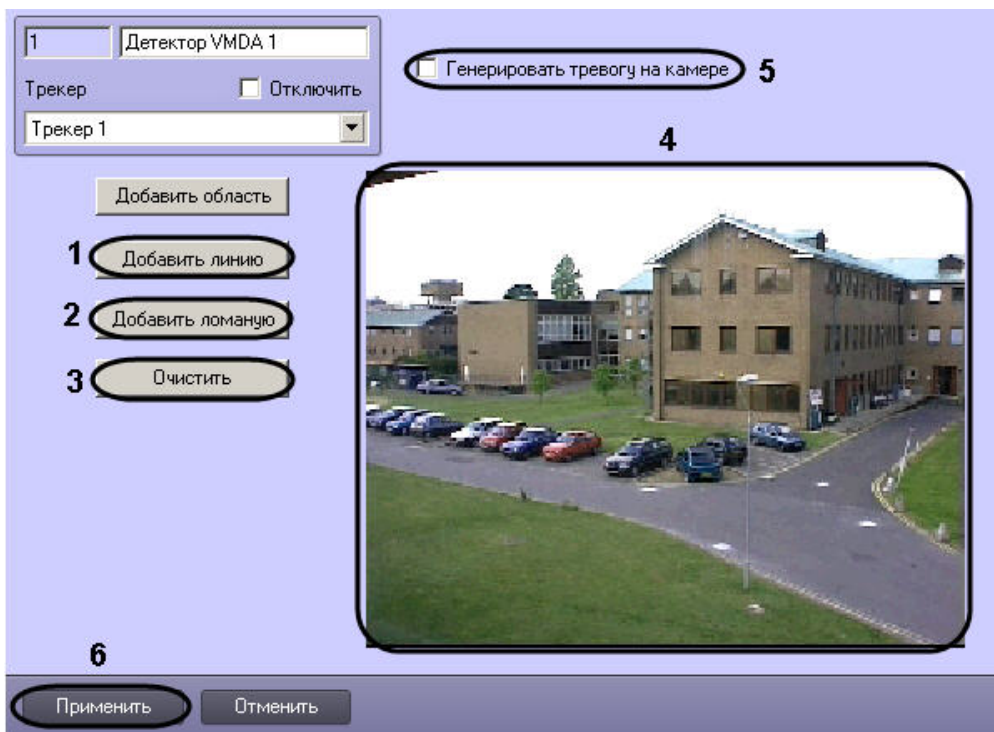 1
Детектор VMDA 1
Трекер
Отключить
Трекер 1
Генерировать тревогу на камере
5
4
Добавить область
1
Добавить линию
2
Добавить ломаную
3
Очистить
6
Применить
Отменить